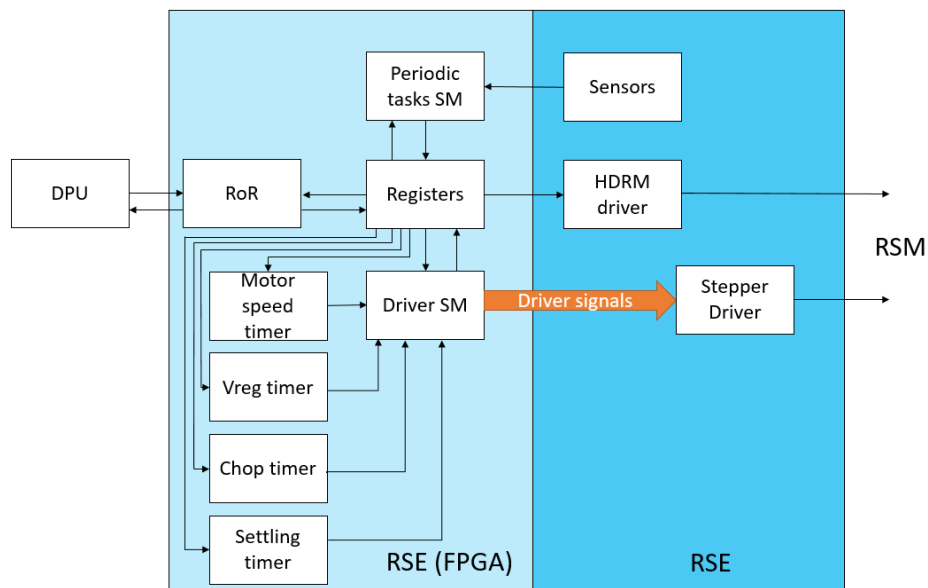 Periodic
tasks SM
Sensors
DPU
RoR
Registers
HDRM
driver
RSM
Motor
speed
timer
Driver SM
Driver signals
Stepper
Driver
Vreg timer
Chop timer
Settling
timer
RSE (FPGA)
RSE